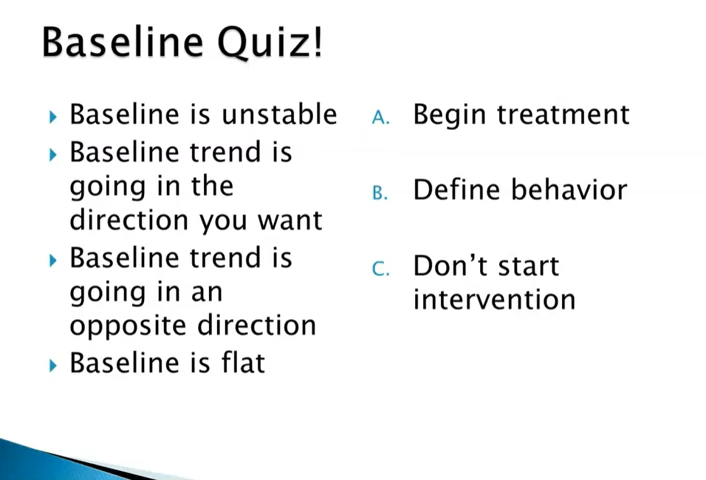 Baseline Quiz!
Baseline is unstable
Baseline trend is
going in the
direction you want
Baseline trend is
going in an
opposite direction
Baseline is flat
A. Begin treatment
B. Define behavior
C. Don’t start
intervention